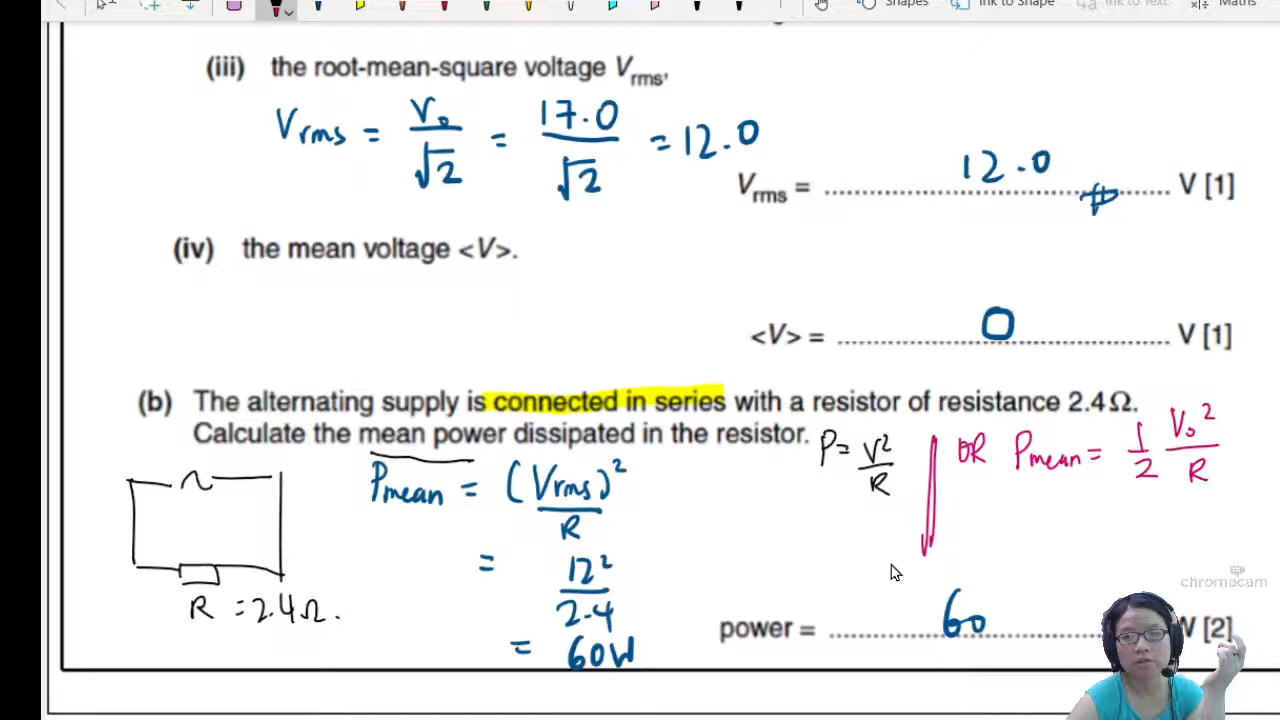 Shapes
Ink to Shape
Ink to Text
Maths
(iii) the root-mean-square voltage Vrms,
Vrms = V₀/√2 = 17.0/√2 = 12.0
Vrms = 12.0 V [1]
(iv) the mean voltage <V>.
<V> = 0 V [1]
(b) The alternating supply is connected in series with a resistor of resistance 2.4Ω.
Calculate the mean power dissipated in the resistor.
P = V²/R
OR Pmean = 1/2 V₀²/R
Pmean = (Vrms)²/R
= 12²/2.4
= 60W
R = 2.4Ω.
power = 60 W [2]
chromacam